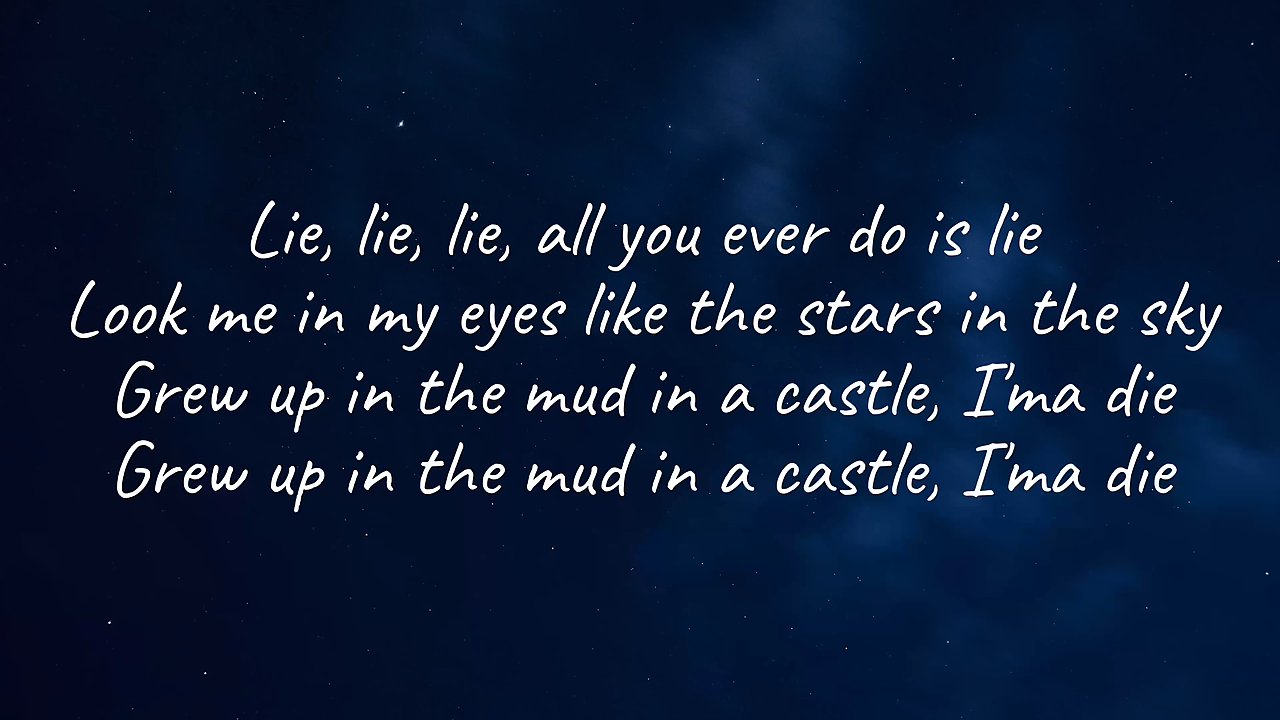 Lie, lie, lie, all you ever do is lie
Look me in my eyes like the stars in the sky
Grew up in the mud in a castle, I'ma die
Grew up in the mud in a castle, I'ma die